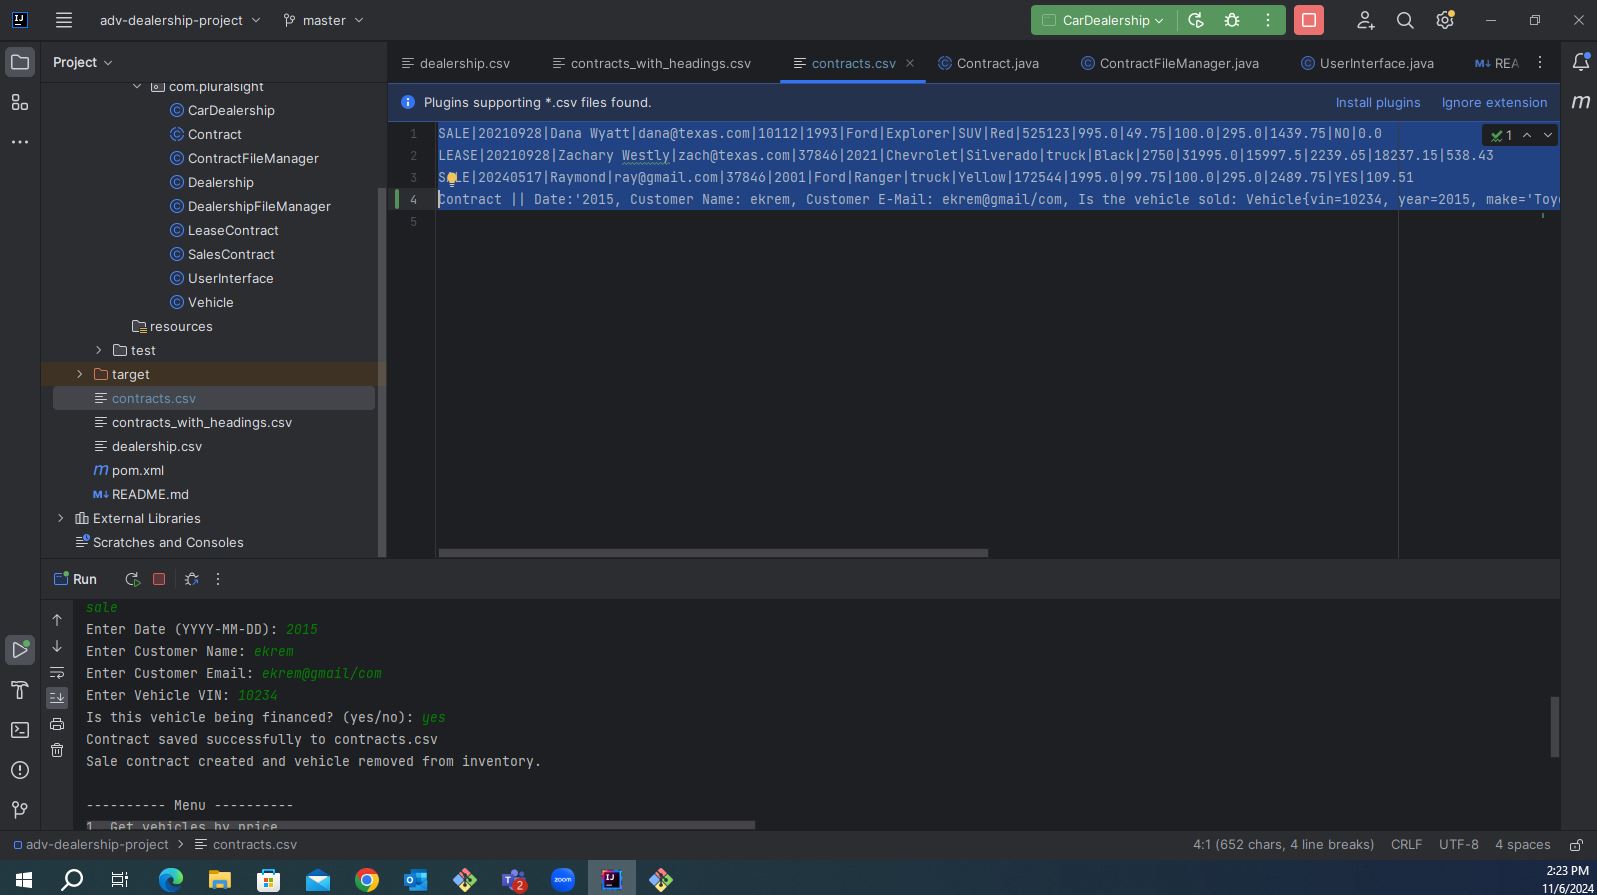 adv-dealership-project
master
CarDealership
Project
dealership.csv
contracts_with_headings.csv
contracts.csv
Contract.java
ContractFileManager.java
UserInterface.java
M↓ REA
com.pluralsight
CarDealership
Contract
ContractFileManager
Dealership
DealershipFileManager
LeaseContract
SalesContract
UserInterface
Vehicle
resources
test
target
contracts.csv
contracts_with_headings.csv
dealership.csv
m pom.xml
M↓ README.md
External Libraries
Scratches and Consoles
Plugins supporting *.csv files found.
Install plugins
Ignore extension
1 SALE|20210928|Dana Wyatt|dana@texas.com|10112|1993|Ford|Explorer|SUV|Red|525123|995.0|49.75|100.0|295.0|1439.75|NO|0.0
1
2 LEASE|20210928|Zachary Westly|zach@texas.com|37846|2021|Chevrolet|Silverado|truck|Black|2750|31995.0|15997.5|2239.65|18237.15|538.43
3 SALE|20240517|Raymond|ray@gmail.com|37846|2001|Ford|Ranger|truck|Yellow|172544|1995.0|99.75|100.0|295.0|2489.75|YES|109.51
4 Contract || Date:'2015, Customer Name: ekrem, Customer E-Mail: ekrem@gmail/com, Is the vehicle sold: Vehicle{vin=10234, year=2015, make='Toy
5
Run
sale
Enter Date (YYYY-MM-DD): 2015
Enter Customer Name: ekrem
Enter Customer Email: ekrem@gmail/com
Enter Vehicle VIN: 10234
Is this vehicle being financed? (yes/no): yes
Contract saved successfully to contracts.csv
Sale contract created and vehicle removed from inventory.
---------- Menu ----------
1. Get vehicles by price
adv-dealership-project
contracts.csv
4:1 (652 chars, 4 line breaks)
CRLF
UTF-8
4 spaces
2
zoom
2:23 PM
11/6/2024